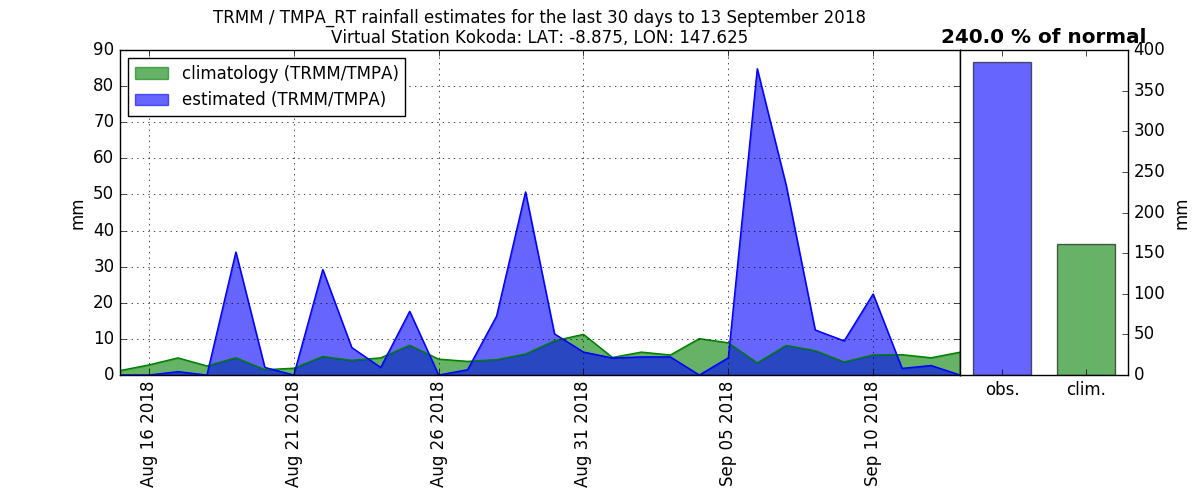 TRMM / TMPA_RT rainfall estimates for the last 30 days to 13 September 2018
Virtual Station Kokoda: LAT: -8.875, LON: 147.625
240.0 % of normal
climatology (TRMM/TMPA)
estimated (TRMM/TMPA)
90
80
70
60
50
40
30
20
10
0
mm
Aug 16 2018
Aug 21 2018
Aug 26 2018
Aug 31 2018
Sep 05 2018
Sep 10 2018
400
350
300
250
200
150
100
50
0
mm
obs.
clim.